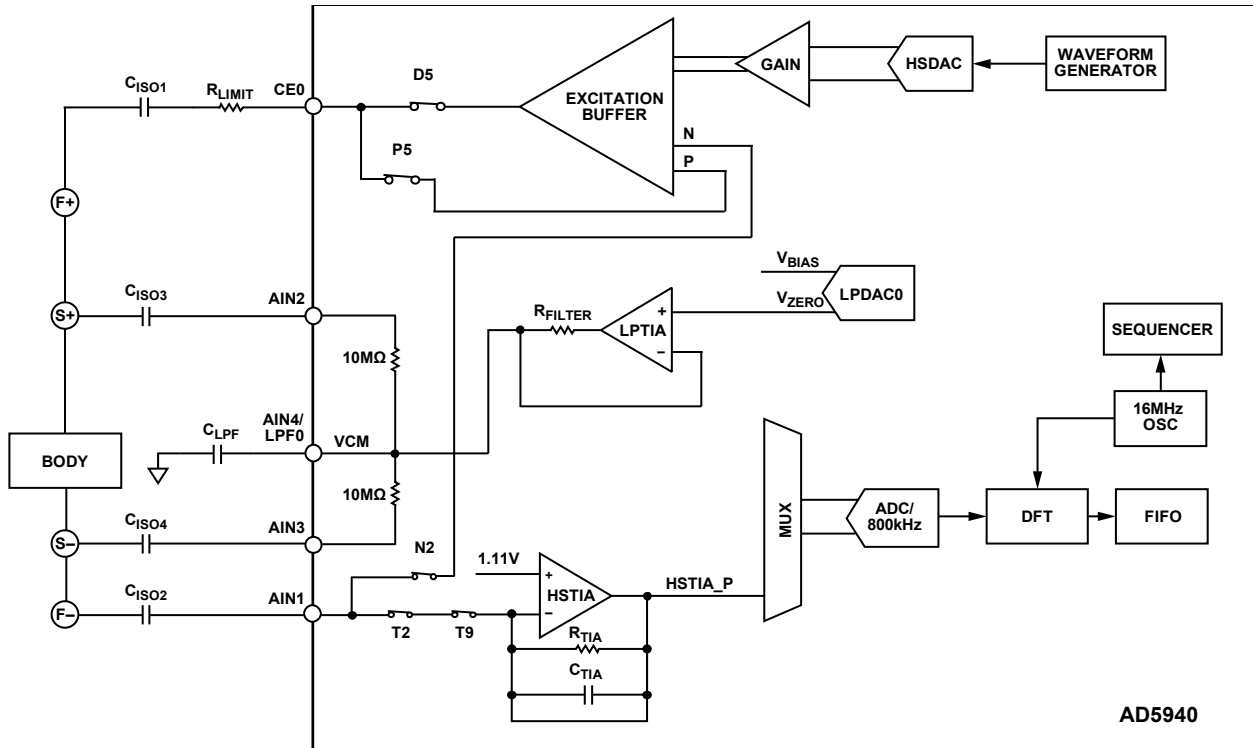 CISO1
RLIMIT
CE0
D5
EXCITATION
BUFFER
GAIN
HSDAC
WAVEFORM
GENERATOR
N
P
P5
F+
CISO3
S+
AIN2
10MΩ
RFILTER
LPTIA
+
−
VBIAS
VZERO
LPDAC0
SEQUENCER
16MHz
OSC
AIN4/
LPF0
CLPF
VCM
BODY
10MΩ
MUX
ADC/
800kHz
DFT
FIFO
CISO4
S−
AIN3
N2
1.11V
+
HSTIA
−
HSTIA_P
CISO2
F−
AIN1
T2
T9
RTIA
CTIA
AD5940